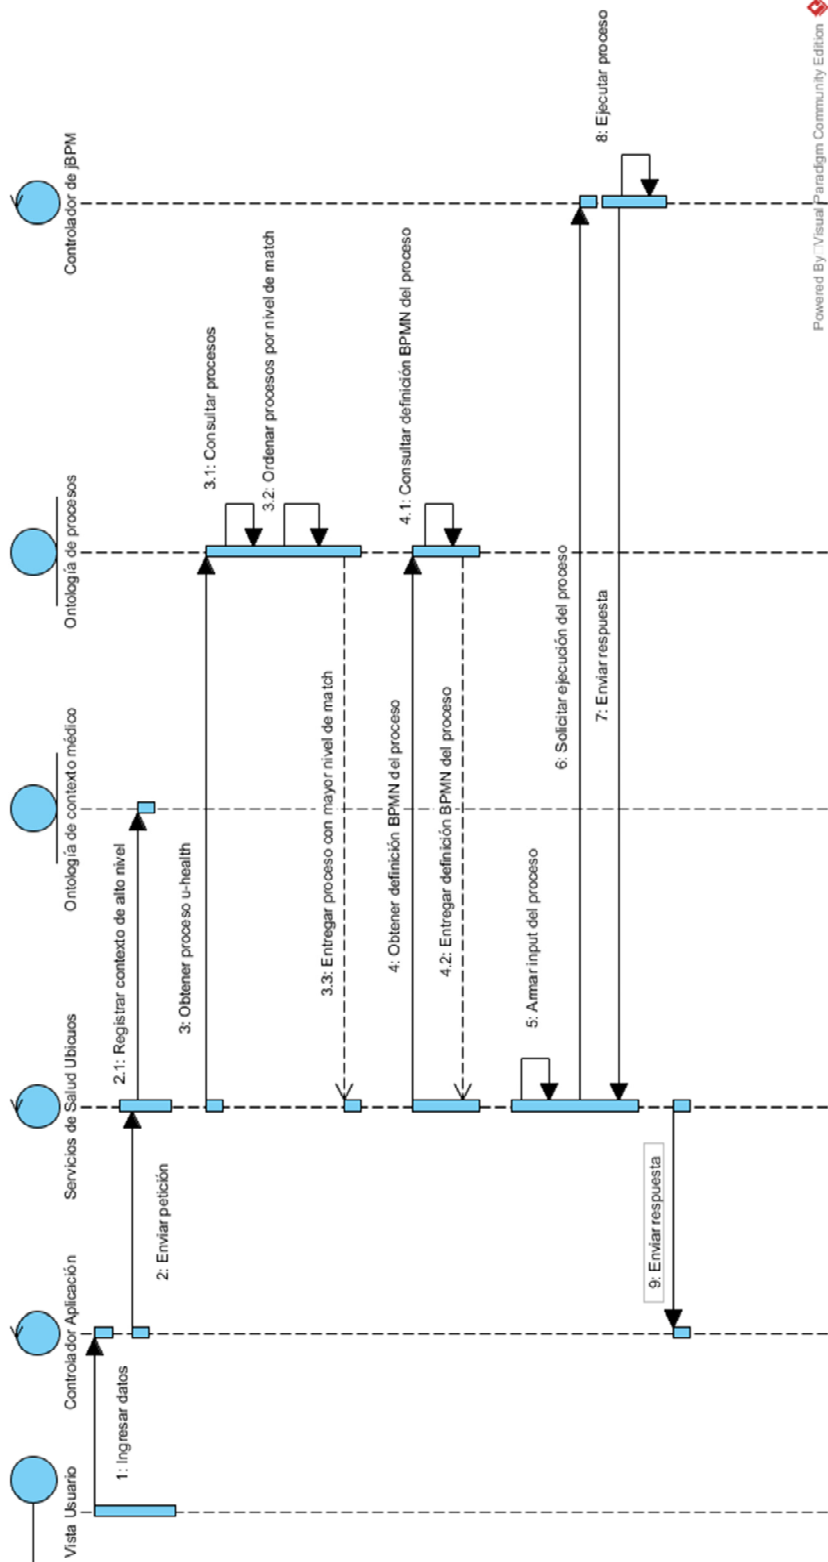 Vista Usuario
Controlador Aplicación
Servicios de Salud Ubicuos
Ontología de contexto médico
Ontología de procesos
Controlador de jBPM
1: Ingresar datos
2: Enviar petición
2.1: Registrar contexto de alto nivel
3: Obtener proceso u-health
3.1: Consultar procesos
3.2: Ordenar procesos por nivel de match
3.3: Entregar proceso con mayor nivel de match
4: Obtener definición BPMN del proceso
4.1: Consultar definición BPMN del proceso
4.2: Entregar definición BPMN del proceso
5: Armar input del proceso
6: Solicitar ejecución del proceso
7: Enviar respuesta
8: Ejecutar proceso
9: Enviar respuesta
Powered By Visual Paradigm Community Edition